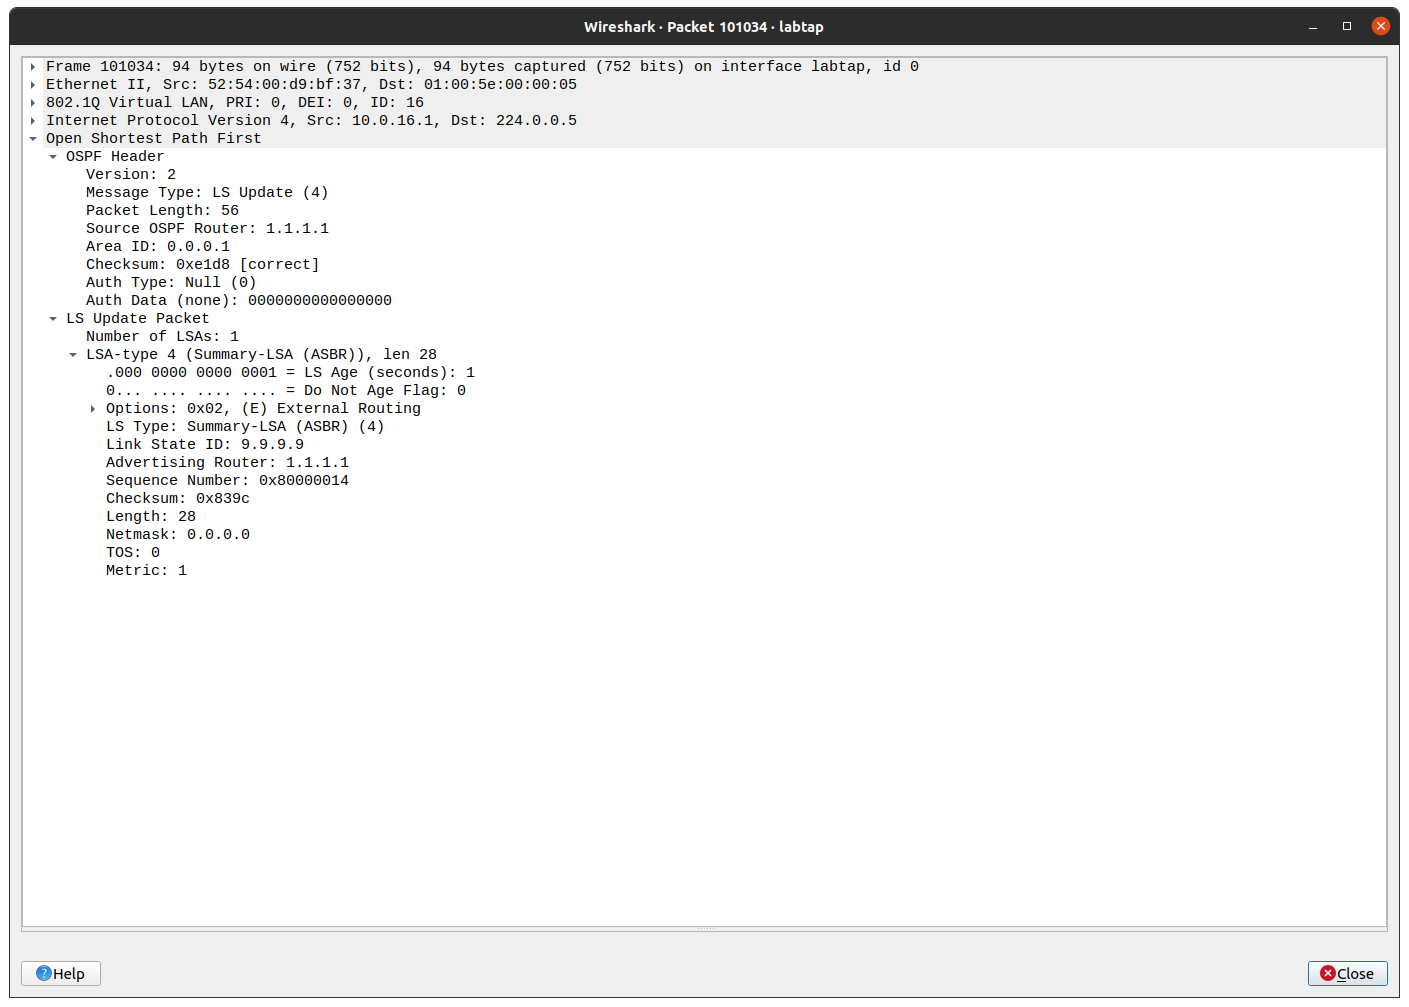 Wireshark · Packet 101034 · labtap
Frame 101034: 94 bytes on wire (752 bits), 94 bytes captured (752 bits) on interface labtap, id 0
Ethernet II, Src: 52:54:00:d9:bf:37, Dst: 01:00:5e:00:00:05
802.1Q Virtual LAN, PRI: 0, DEI: 0, ID: 16
Internet Protocol Version 4, Src: 10.0.16.1, Dst: 224.0.0.5
Open Shortest Path First
OSPF Header
Version: 2
Message Type: LS Update (4)
Packet Length: 56
Source OSPF Router: 1.1.1.1
Area ID: 0.0.0.1
Checksum: 0xe1d8 [correct]
Auth Type: Null (0)
Auth Data (none): 0000000000000000
LS Update Packet
Number of LSAs: 1
LSA-type 4 (Summary-LSA (ASBR)), len 28
.000 0000 0000 0001 = LS Age (seconds): 1
0... .... .... .... = Do Not Age Flag: 0
Options: 0x02, (E) External Routing
LS Type: Summary-LSA (ASBR) (4)
Link State ID: 9.9.9.9
Advertising Router: 1.1.1.1
Sequence Number: 0x80000014
Checksum: 0x839c
Length: 28
Netmask: 0.0.0.0
TOS: 0
Metric: 1
Help
Close